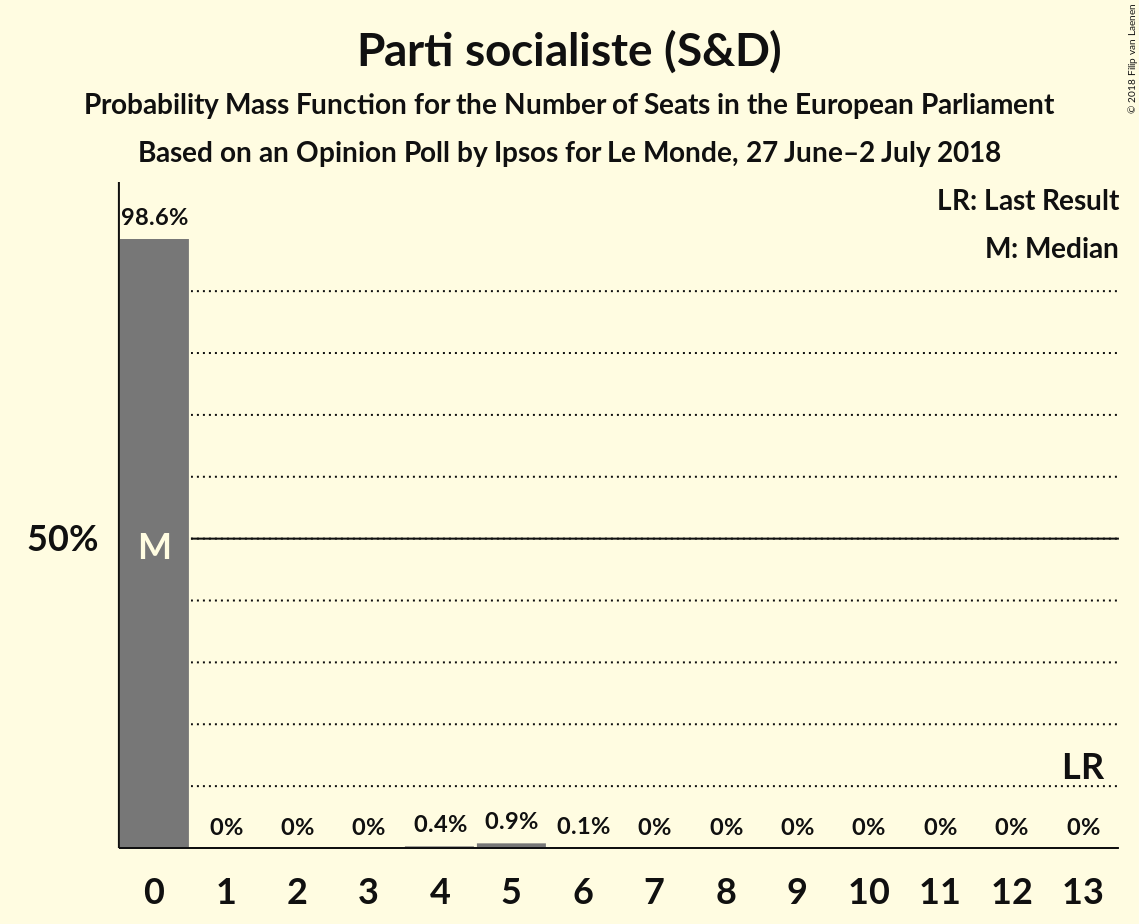 Parti socialiste (S&D)
Probability Mass Function for the Number of Seats in the European Parliament
Based on an Opinion Poll by Ipsos for Le Monde, 27 June–2 July 2018
© 2018 Filip van Laenen
LR: Last Result
M: Median
98.6%
50%
M
LR
0% 0% 0% 0.4% 0.9% 0.1% 0% 0% 0% 0% 0% 0% 0%
0 1 2 3 4 5 6 7 8 9 10 11 12 13